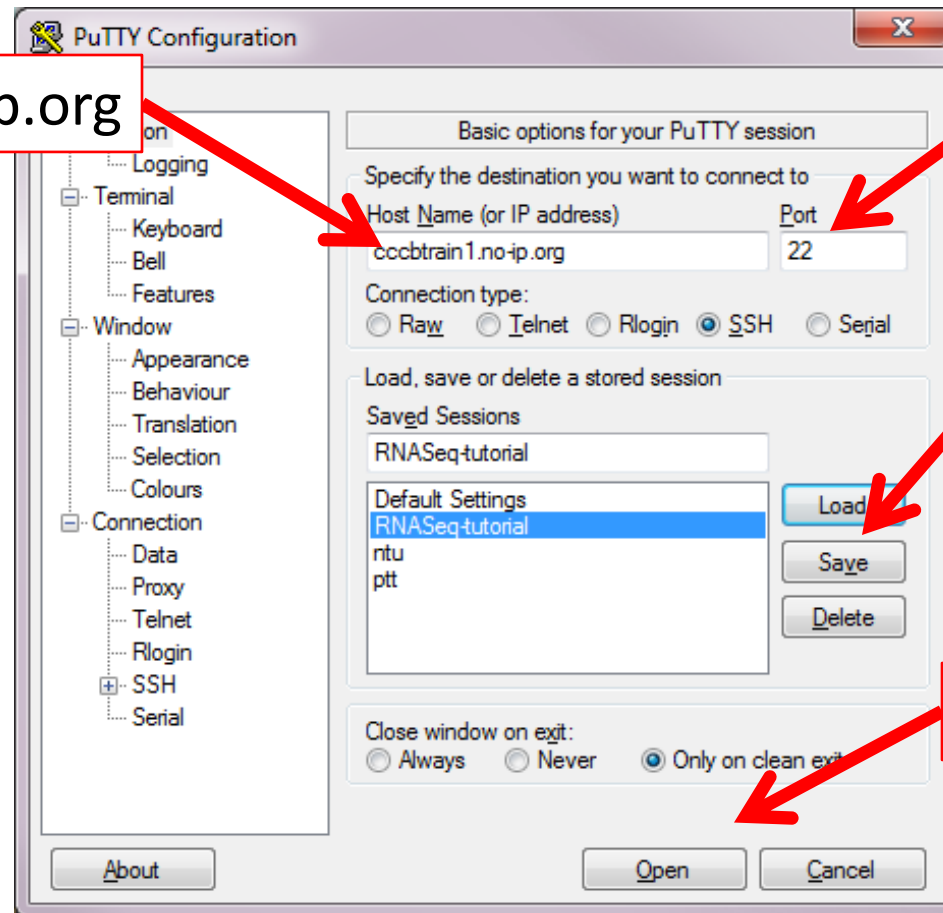 PuTTY Configuration
x
.org
on
Logging
Terminal
Keyboard
Bell
Features
Window
Appearance
Behaviour
Translation
Selection
Colours
Connection
Data
Proxy
Telnet
Rlogin
SSH
Serial
Basic options for your PuTTY session
Specify the destination you want to connect to
Host Name (or IP address) Port
cccbtrain1.no-ip.org 22
Connection type:
Raw Telnet Rlogin SSH Serial
Load, save or delete a stored session
Saved Sessions
RNASeq-tutorial
Default Settings
RNASeq-tutorial
ntu
ptt
Load
Save
Delete
Close window on exit:
Always Never Only on clean exit
About Open Cancel